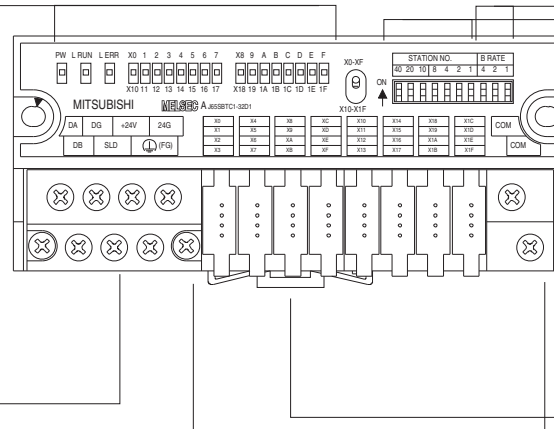 PW L RUN L ERR X0 1 2 3 4 5 6 7 X8 9 A B C D E F
X10 11 12 13 14 15 16 17 X18 19 1A 1B 1C 1D 1E 1F
X0-XF
X10-X1F
ON
STATION NO. B RATE
40 20 10 8 4 2 1 4 2 1
MITSUBISHI MELSEC A J65SBTC1-32D1
DA DG +24V 24G
DB SLD (FG)
X0 X4 X8 XC X10 X14 X18 X1C
X1 X5 X9 XD X11 X15 X19 X1D
X2 X6 XA XE X12 X16 X1A X1E
X3 X7 XB XF X13 X17 X1B X1F
COM
COM